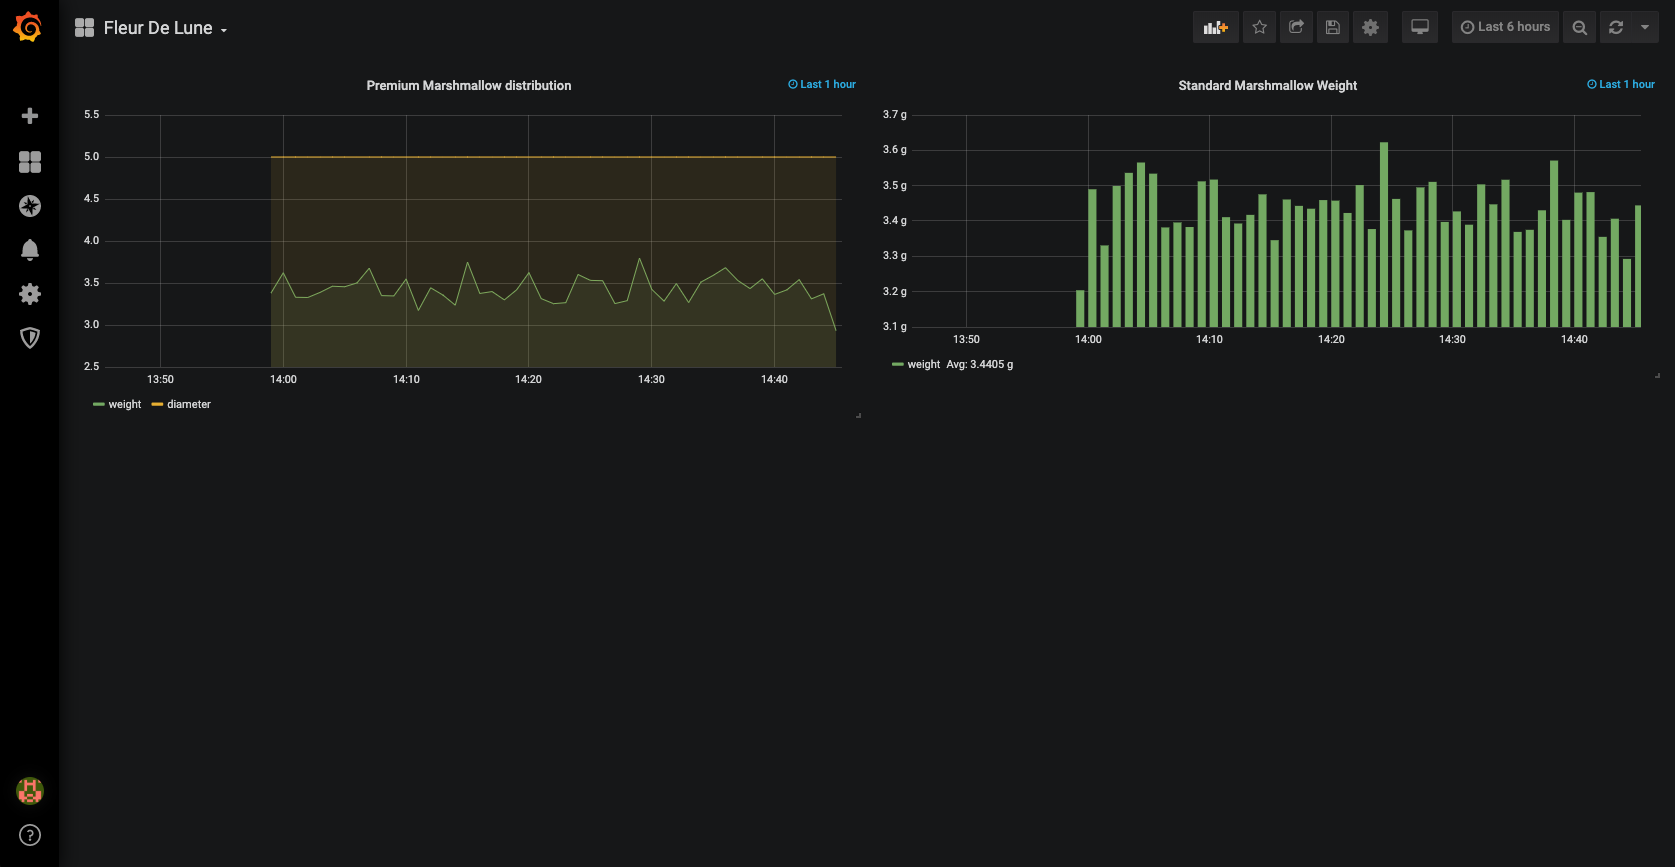 Fleur De Lune
Last 6 hours
Premium Marshmallow distribution
Last 1 hour
5.5
5.0
4.5
4.0
3.5
3.0
2.5
13:50 14:00 14:10 14:20 14:30 14:40
weight diameter
Standard Marshmallow Weight
Last 1 hour
3.7 g
3.6 g
3.5 g
3.4 g
3.3 g
3.2 g
3.1 g
13:50 14:00 14:10 14:20 14:30 14:40
weight Avg: 3.4405 g
?